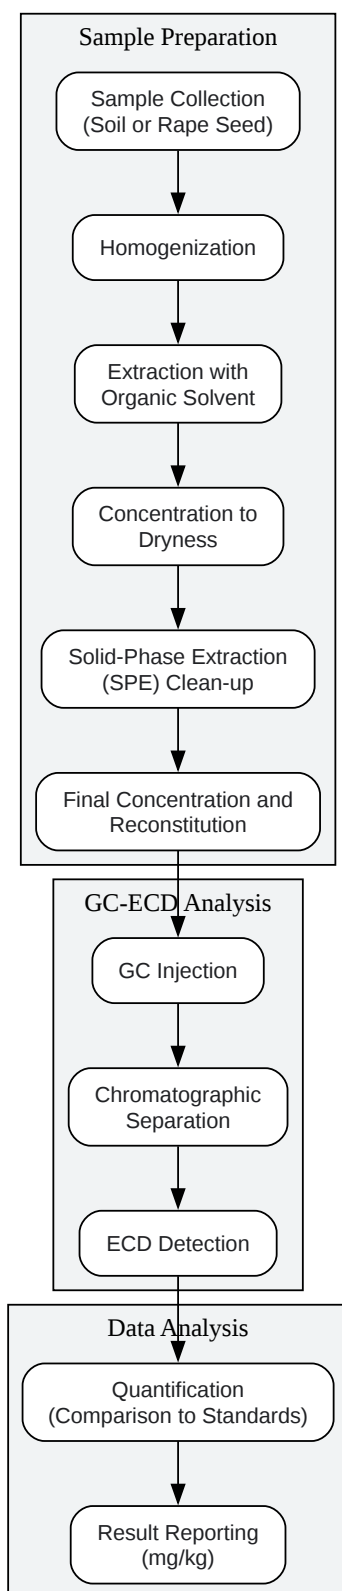 Sample Preparation
Sample Collection
(Soil or Rape Seed)
Homogenization
Extraction with
Organic Solvent
Concentration to
Dryness
Solid-Phase Extraction
(SPE) Clean-up
Final Concentration and
Reconstitution
GC-ECD Analysis
GC Injection
Chromatographic
Separation
ECD Detection
Data Analysis
Quantification
(Comparison to Standards)
Result Reporting
(mg/kg)